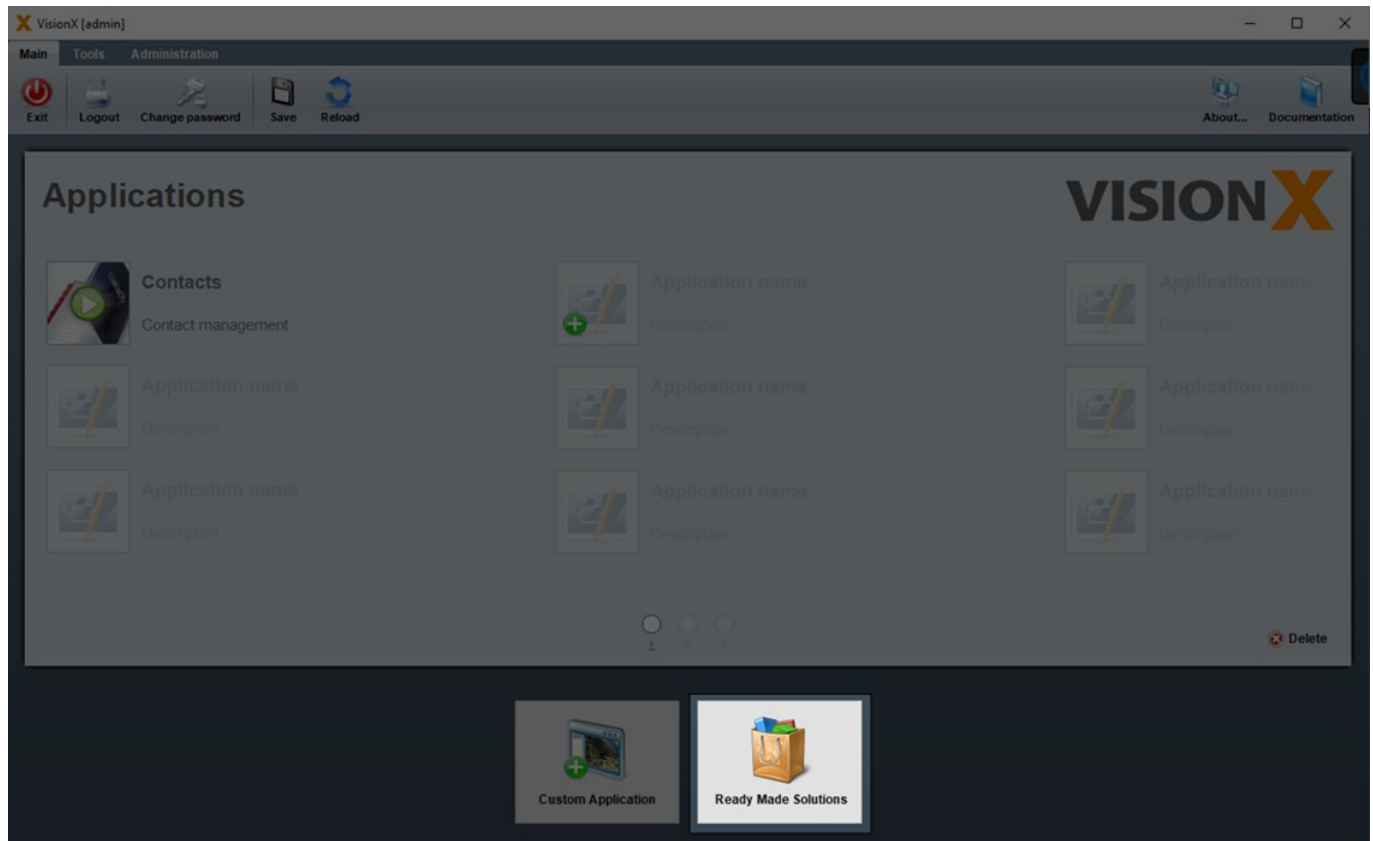 VisionX [admin]
Main Tools Administration
Exit Logout Change password Save Reload About... Documentation
Applications VISIONX
Contacts Application name Application name
Contact management Description Description
Application name Application name Application name
Description Description Description
Application name Application name Application name
Description Description Description
1 2 3
Delete
Custom Application Ready Made Solutions